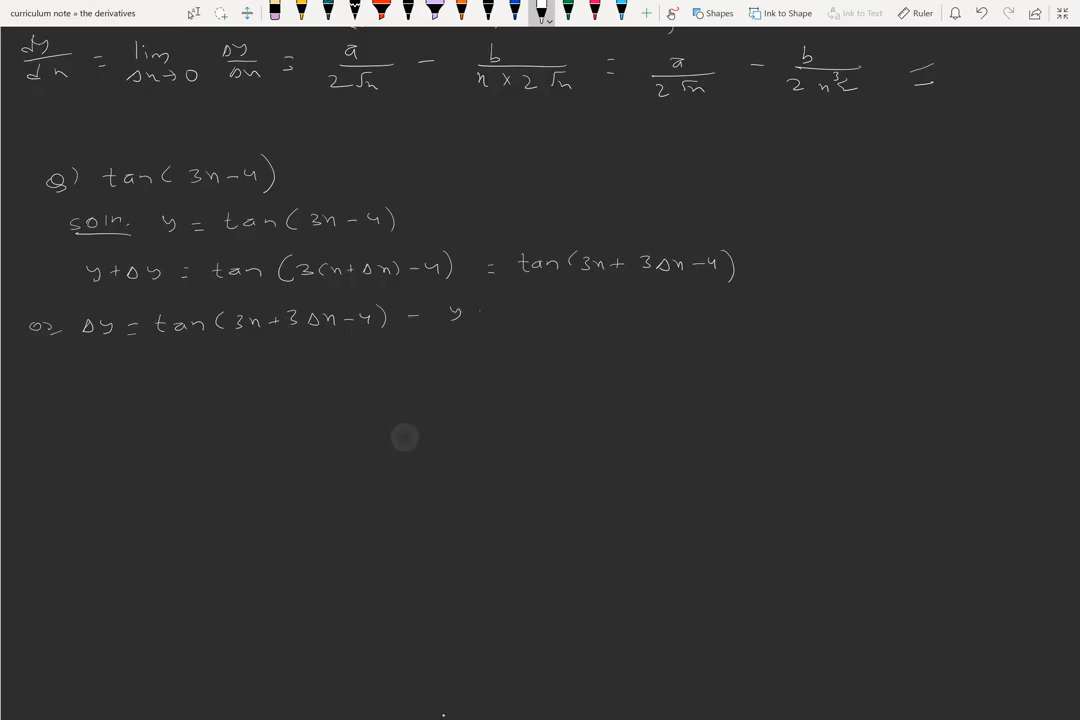 curriculum note » the derivatives Shapes Ink to Shape Ink to Text Ruler
dy/dx = lim Δx→0 Δy/Δx = a/2√x - b/x × 2√x = a/2√x - b/2x^3/2
Q) tan(3x-4)
soln. y = tan(3x-4)
y+Δy = tan(3(x+Δx)-4) = tan(3x+3Δx-4)
or Δy = tan(3x+3Δx-4) - y